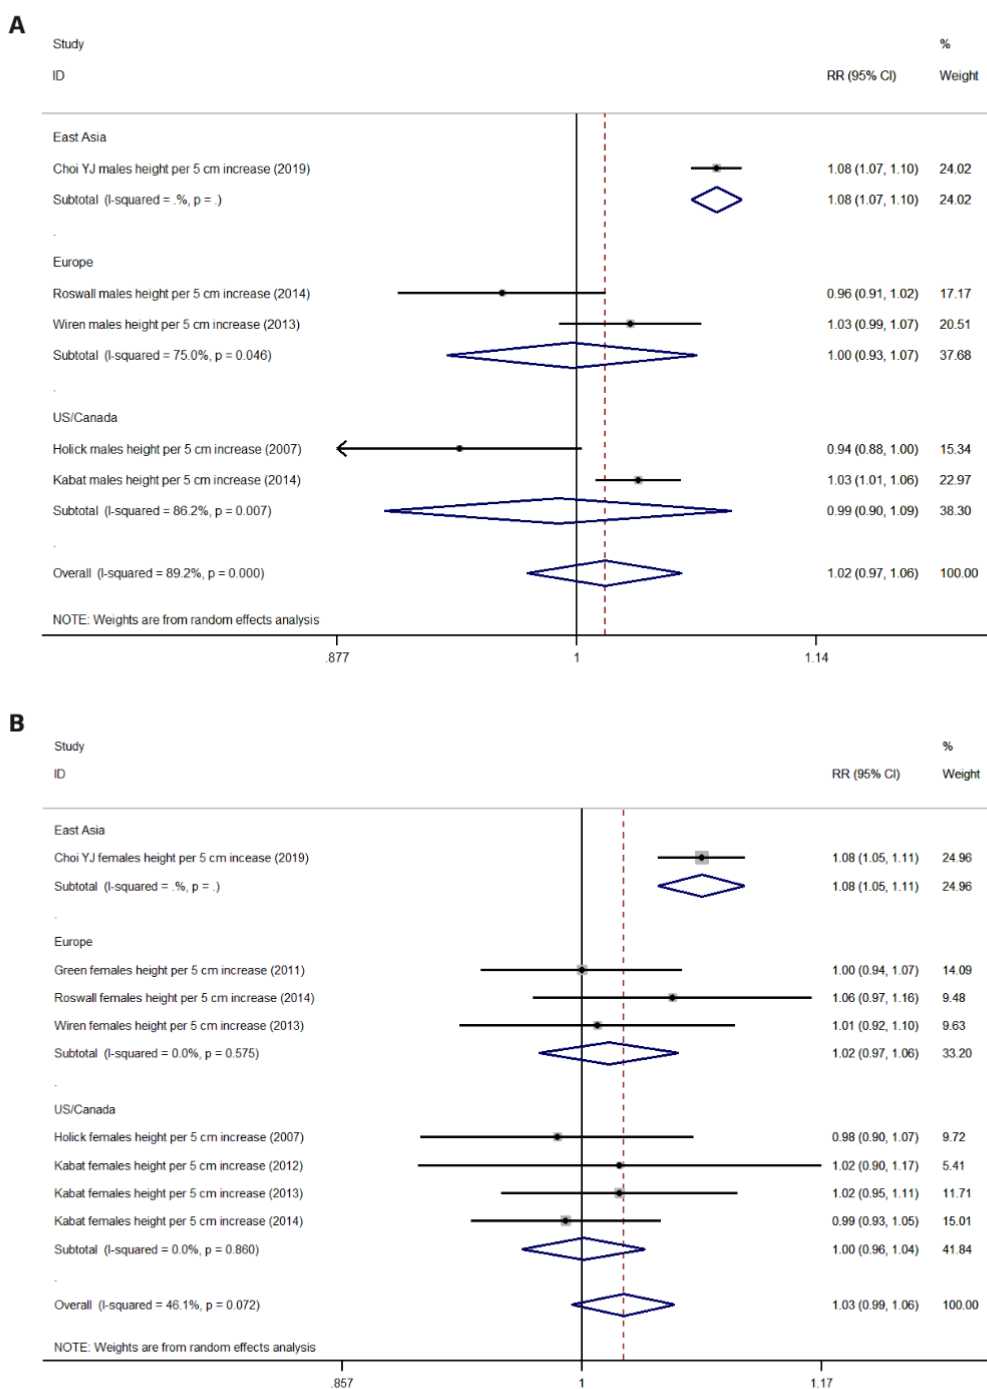 A
Study %
ID RR (95% CI) Weight
East Asia
Choi YJ males height per 5 cm increase (2019) 1.08 (1.07, 1.10) 24.02
Subtotal (I-squared = .%, p = .) 1.08 (1.07, 1.10) 24.02
.
Europe
Roswall males height per 5 cm increase (2014) 0.96 (0.91, 1.02) 17.17
Wiren males height per 5 cm increase (2013) 1.03 (0.99, 1.07) 20.51
Subtotal (I-squared = 75.0%, p = 0.046) 1.00 (0.93, 1.07) 37.68
.
US/Canada
Holick males height per 5 cm increase (2007) 0.94 (0.88, 1.00) 15.34
Kabat males height per 5 cm increase (2014) 1.03 (1.01, 1.06) 22.97
Subtotal (I-squared = 86.2%, p = 0.007) 0.99 (0.90, 1.09) 38.30
.
Overall (I-squared = 89.2%, p = 0.000) 1.02 (0.97, 1.06) 100.00
NOTE: Weights are from random effects analysis
.877 1 1.14
B
Study %
ID RR (95% CI) Weight
East Asia
Choi YJ females height per 5 cm incease (2019) 1.08 (1.05, 1.11) 24.96
Subtotal (I-squared = .%, p = .) 1.08 (1.05, 1.11) 24.96
.
Europe
Green females height per 5 cm increase (2011) 1.00 (0.94, 1.07) 14.09
Roswall females height per 5 cm increase (2014) 1.06 (0.97, 1.16) 9.48
Wiren females height per 5 cm increase (2013) 1.01 (0.92, 1.10) 9.63
Subtotal (I-squared = 0.0%, p = 0.575) 1.02 (0.97, 1.06) 33.20
.
US/Canada
Holick females height per 5 cm increase (2007) 0.98 (0.90, 1.07) 9.72
Kabat females height per 5 cm increase (2012) 1.02 (0.90, 1.17) 5.41
Kabat females height per 5 cm increase (2013) 1.02 (0.95, 1.11) 11.71
Kabat females height per 5 cm increase (2014) 0.99 (0.93, 1.05) 15.01
Subtotal (I-squared = 0.0%, p = 0.860) 1.00 (0.96, 1.04) 41.84
.
Overall (I-squared = 46.1%, p = 0.072) 1.03 (0.99, 1.06) 100.00
NOTE: Weights are from random effects analysis
.857 1 1.17